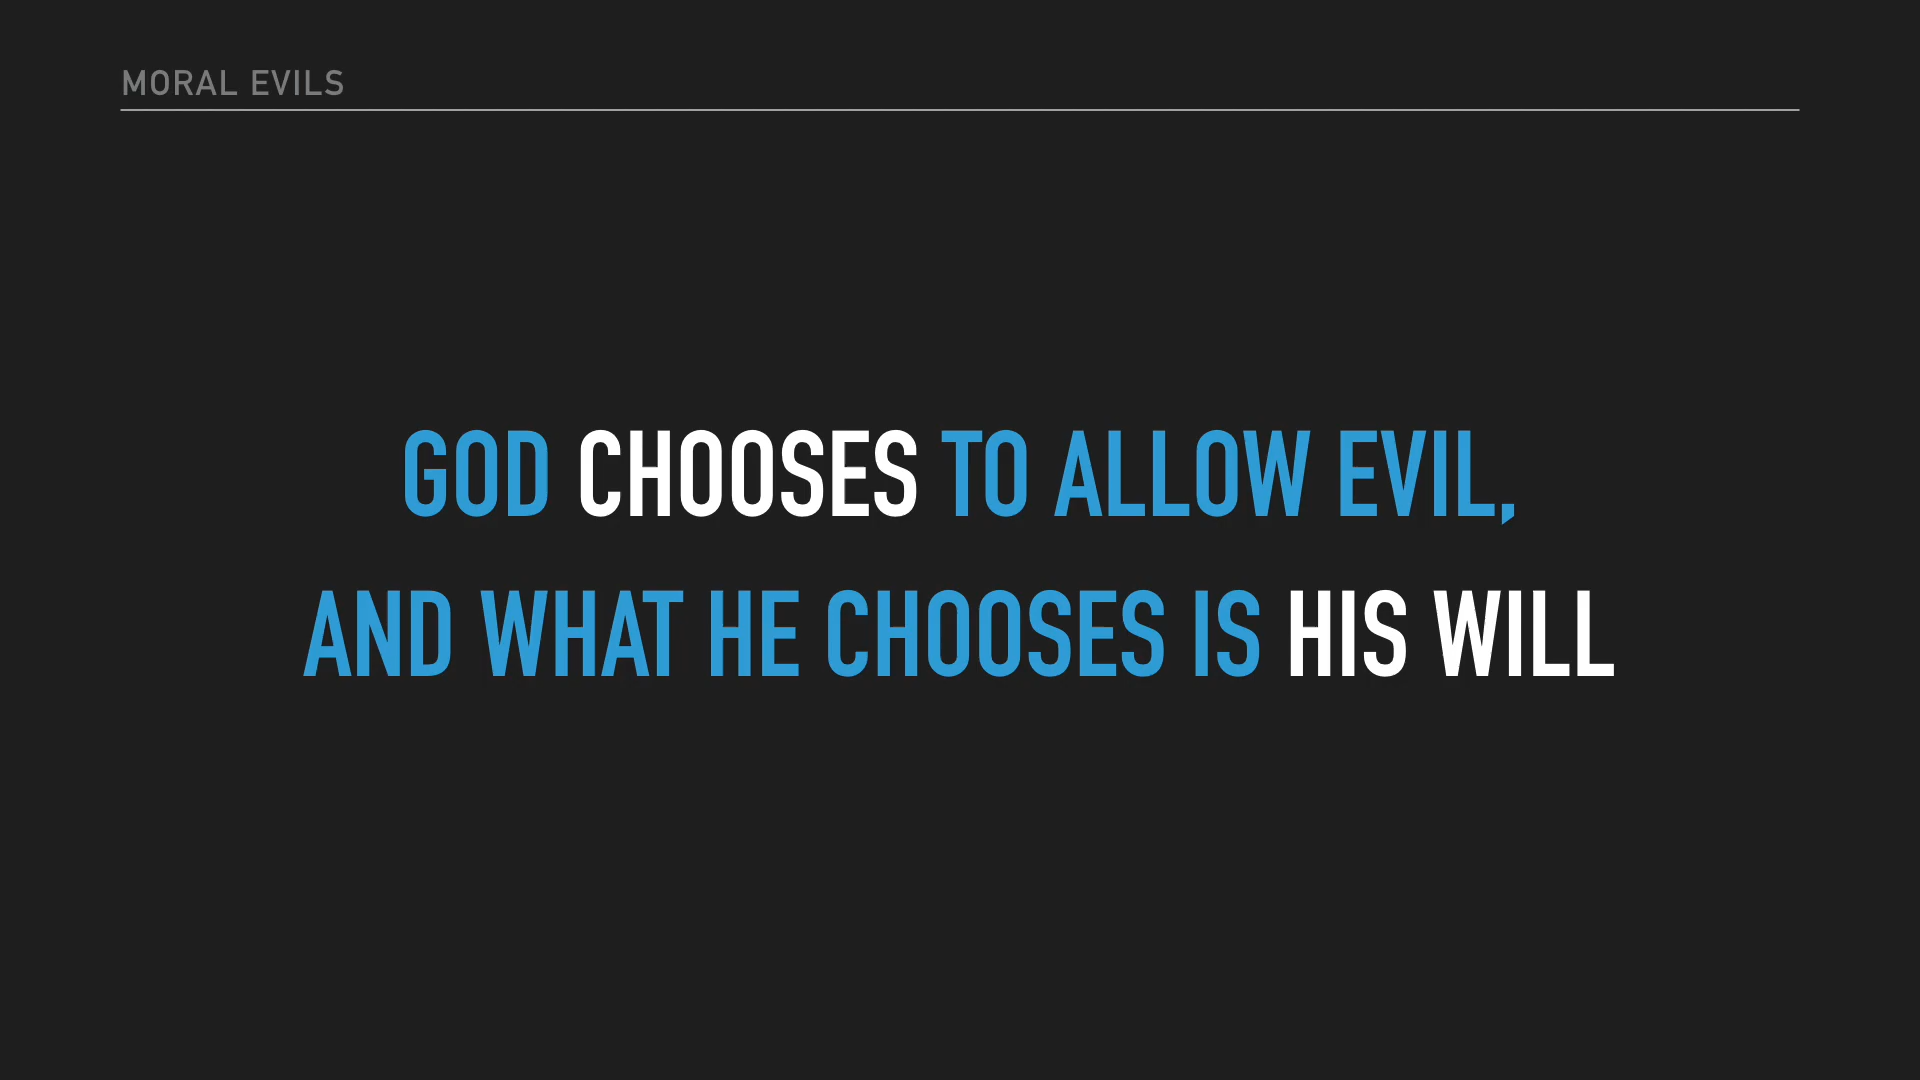 MORAL EVILS
GOD CHOOSES TO ALLOW EVIL,
AND WHAT HE CHOOSES IS HIS WILL